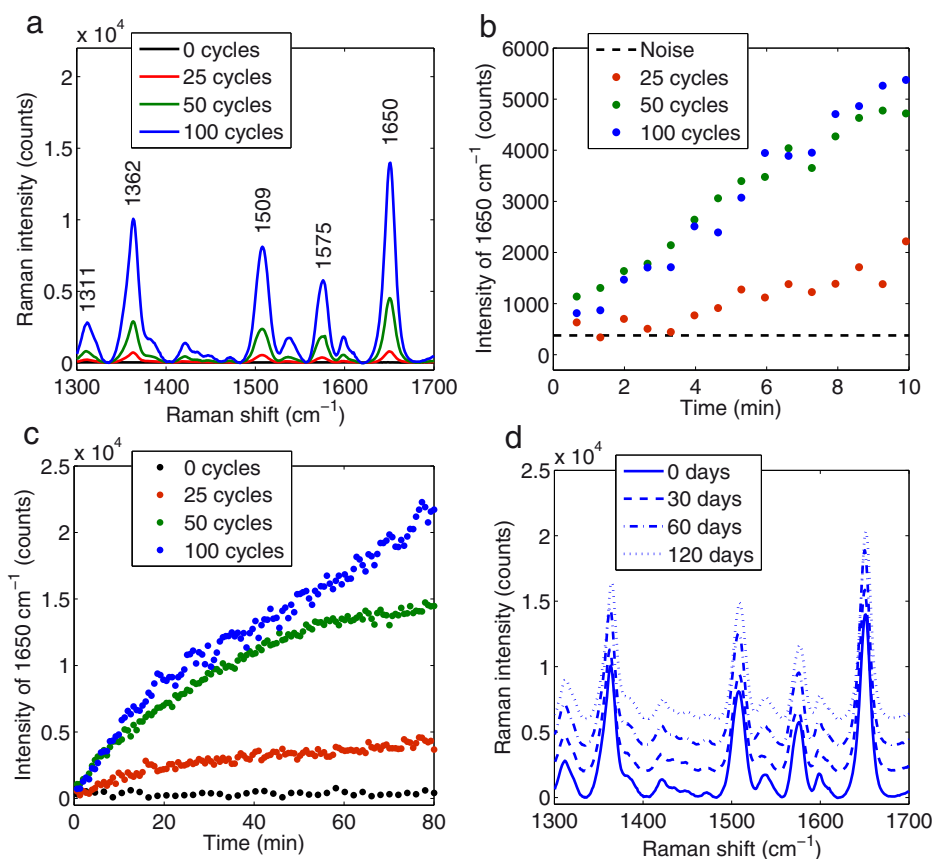 a
x 10⁴
2
1.5
1
0.5
0
1300
1400
1500
1600
1700
Raman shift (cm⁻¹)
Raman intensity (counts)
0 cycles
25 cycles
50 cycles
100 cycles
1311
1362
1509
1575
1650
b
6000
5000
4000
3000
2000
1000
0
0
2
4
6
8
10
Time (min)
Intensity of 1650 cm⁻¹ (counts)
Noise
25 cycles
50 cycles
100 cycles
c
x 10⁴
2.5
2
1.5
1
0.5
0
0
20
40
60
80
Time (min)
Intensity of 1650 cm⁻¹ (counts)
0 cycles
25 cycles
50 cycles
100 cycles
d
x 10⁴
2.5
2
1.5
1
0.5
0
1300
1400
1500
1600
1700
Raman shift (cm⁻¹)
Raman intensity (counts)
0 days
30 days
60 days
120 days